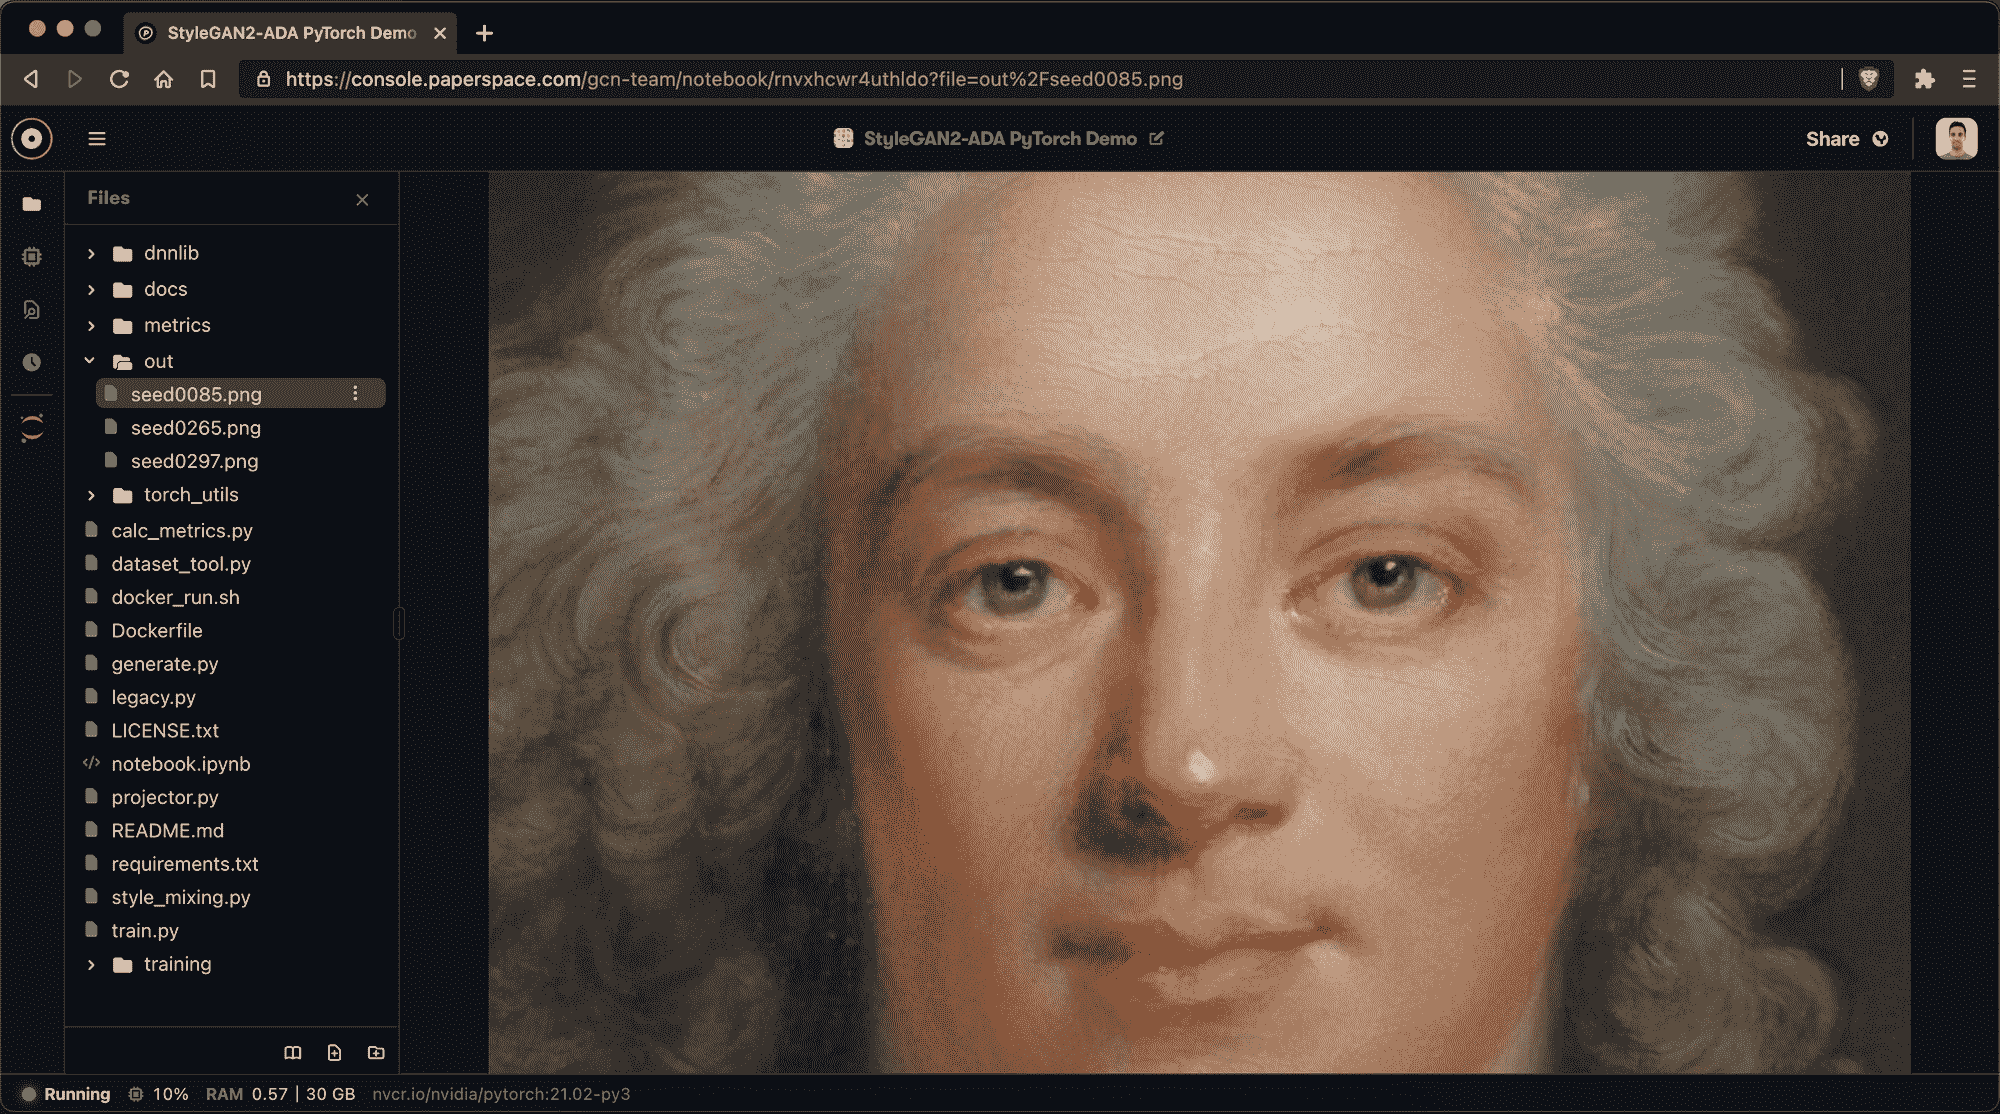 StyleGAN2-ADA PyTorch Demo
https://console.paperspace.com/gcn-team/notebook/rnvxhcwr4uthldo?file=out%2Fseed0085.png
StyleGAN2-ADA PyTorch Demo
Share
Files
dnnlib
docs
metrics
out
seed0085.png
seed0265.png
seed0297.png
torch_utils
calc_metrics.py
dataset_tool.py
docker_run.sh
Dockerfile
generate.py
legacy.py
LICENSE.txt
notebook.ipynb
projector.py
README.md
requirements.txt
style_mixing.py
train.py
training
Running 10% RAM 0.57 | 30 GB nvcr.io/nvidia/pytorch:21.02-py3